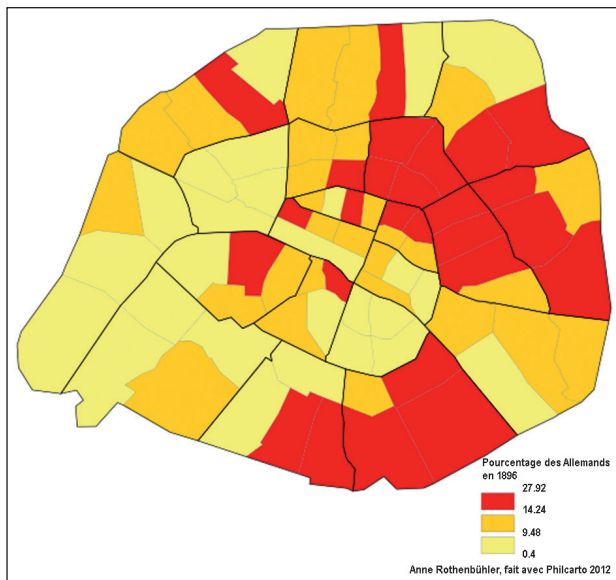 Pourcentage des Allemands
en 1896
27.92
14.24
9.48
0.4
Anne Rothenbühler, fait avec Philcarto 2012